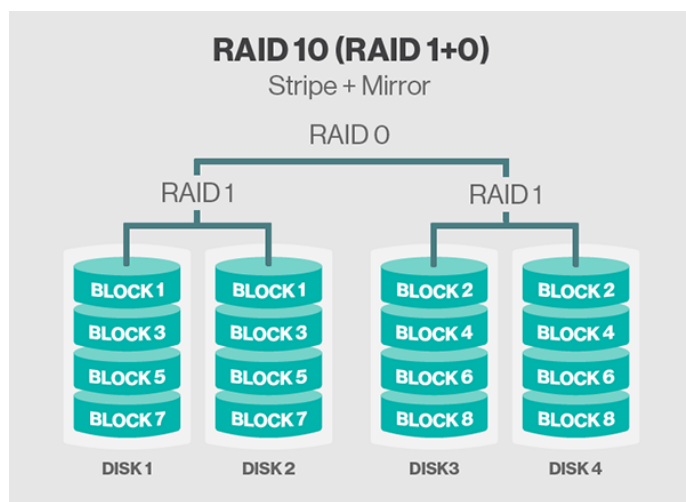 RAID 10 (RAID 1+0)
Stripe + Mirror
RAID 0
RAID 1 RAID 1
BLOCK 1 BLOCK 1 BLOCK 2 BLOCK 2
BLOCK 3 BLOCK 3 BLOCK 4 BLOCK 4
BLOCK 5 BLOCK 5 BLOCK 6 BLOCK 6
BLOCK 7 BLOCK 7 BLOCK 8 BLOCK 8
DISK 1 DISK 2 DISK3 DISK 4